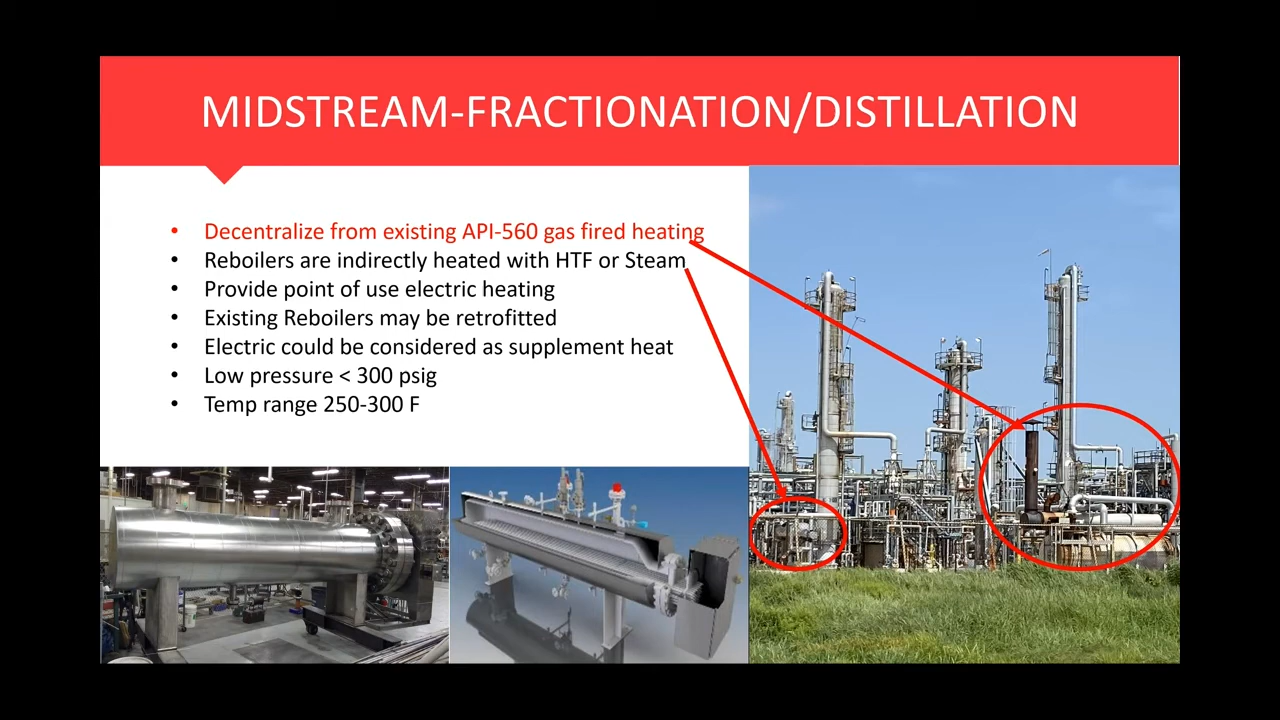 MIDSTREAM-FRACTIONATION/DISTILLATION
• Decentralize from existing API-560 gas fired heating
• Reboilers are indirectly heated with HTF or Steam
• Provide point of use electric heating
• Existing Reboilers may be retrofitted
• Electric could be considered as supplement heat
• Low pressure < 300 psig
• Temp range 250-300 F